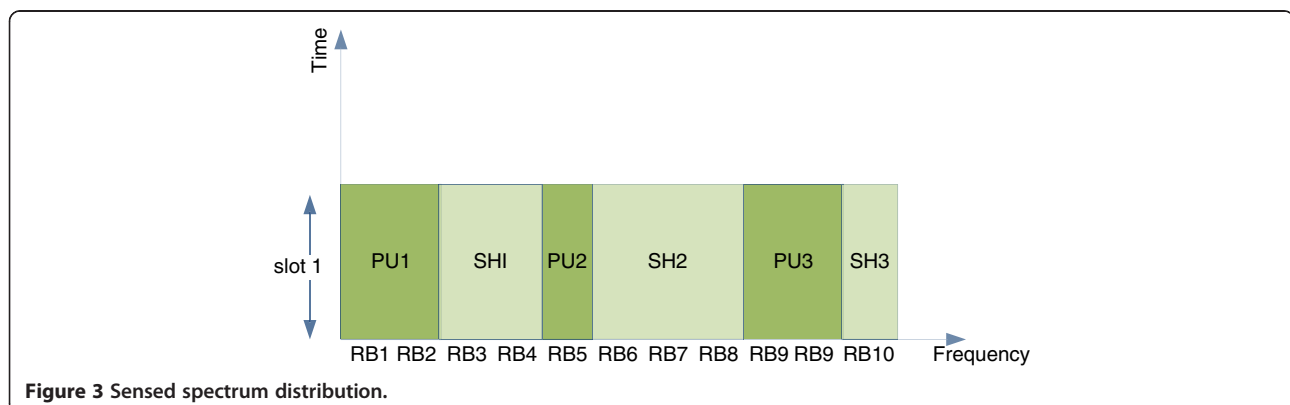 Time
slot 1
PU1 SHI PU2 SH2 PU3 SH3
RB1 RB2 RB3 RB4 RB5 RB6 RB7 RB8 RB9 RB9 RB10 Frequency
Figure 3 Sensed spectrum distribution.